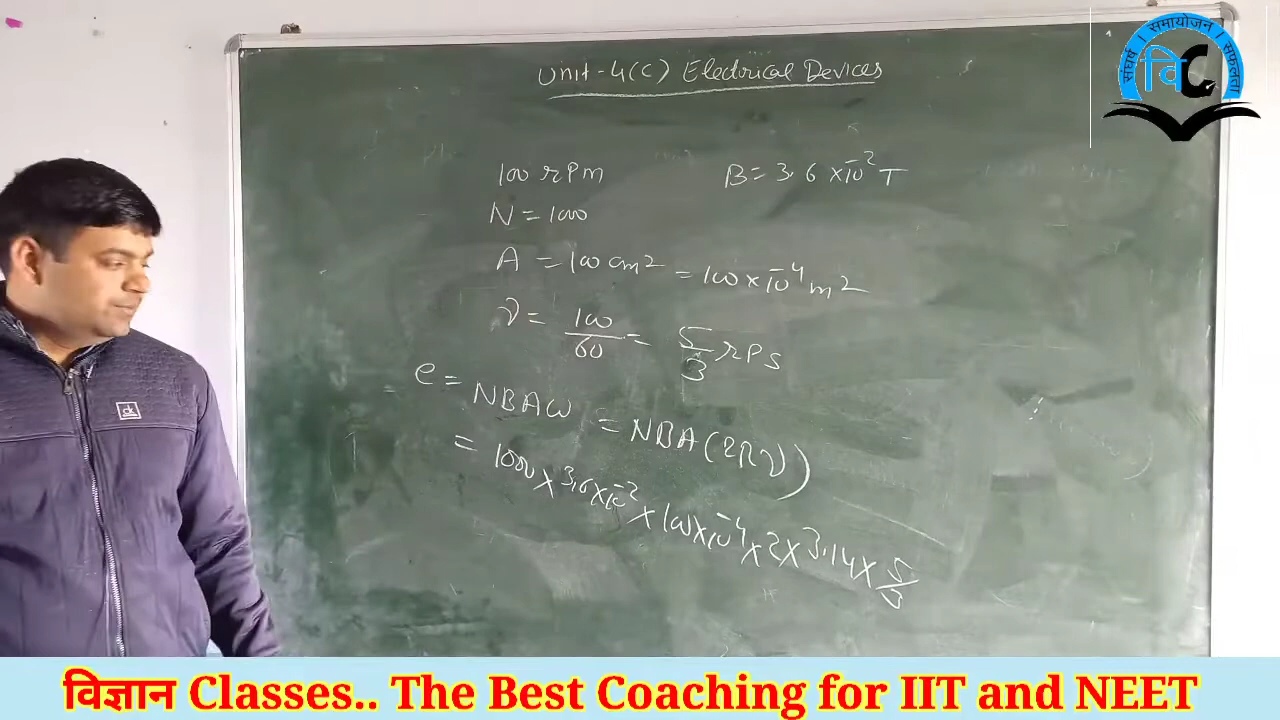 Unit-4(C) Electrical Devices
100 rPm
B = 3.6 × 10⁻² T
N = 1000
A = 100 cm² = 100 × 10⁻⁴ m²
ν = 100/60 = 5/3 rPs
e = NBAω = NBA(2πν)
= 1000 × 3.6 × 10⁻² × 100 × 10⁻⁴ × 2 × 3.14 × 5/3
संघर्ष । समायोजन । सफलता
विC
dk
विज्ञान Classes.. The Best Coaching for IIT and NEET